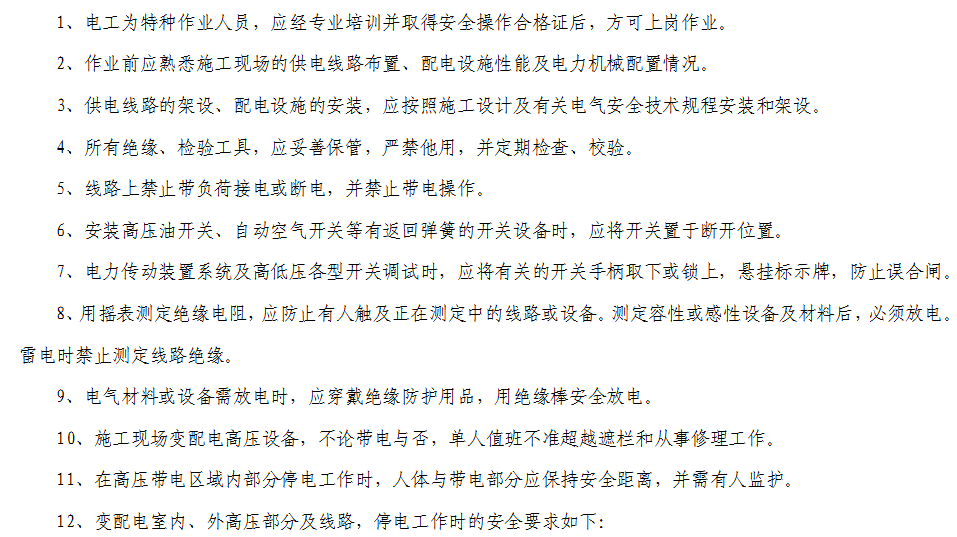 1、电工为特种作业人员，应经专业培训并取得安全操作合格证后，方可上岗作业。
2、作业前应熟悉施工现场的供电线路布置、配电设施性能及电力机械配置情况。
3、供电线路的架设、配电设施的安装，应按照施工设计及有关电气安全技术规程安装和架设。
4、所有绝缘、检验工具，应妥善保管，严禁他用，并定期检查、校验。
5、线路上禁止带负荷接电或断电，并禁止带电操作。
6、安装高压油开关、自动空气开关等有返回弹簧的开关设备时，应将开关置于断开位置。
7、电力传动装置系统及高低压各型开关调试时，应将有关的开关手柄取下或锁上，悬挂标示牌，防止误合闸。
8、用摇表测定绝缘电阻，应防止有人触及正在测定中的线路或设备。测定容性或感性设备及材料后，必须放电。
雷电时禁止测定线路绝缘。
9、电气材料或设备需放电时，应穿戴绝缘防护用品，用绝缘棒安全放电。
10、施工现场变配电高压设备，不论带电与否，单人值班不准超越遮栏和从事修理工作。
11、在高压带电区域内部分停电工作时，人体与带电部分应保持安全距离，并需有人监护。
12、变配电室内、外高压部分及线路，停电工作时的安全要求如下：